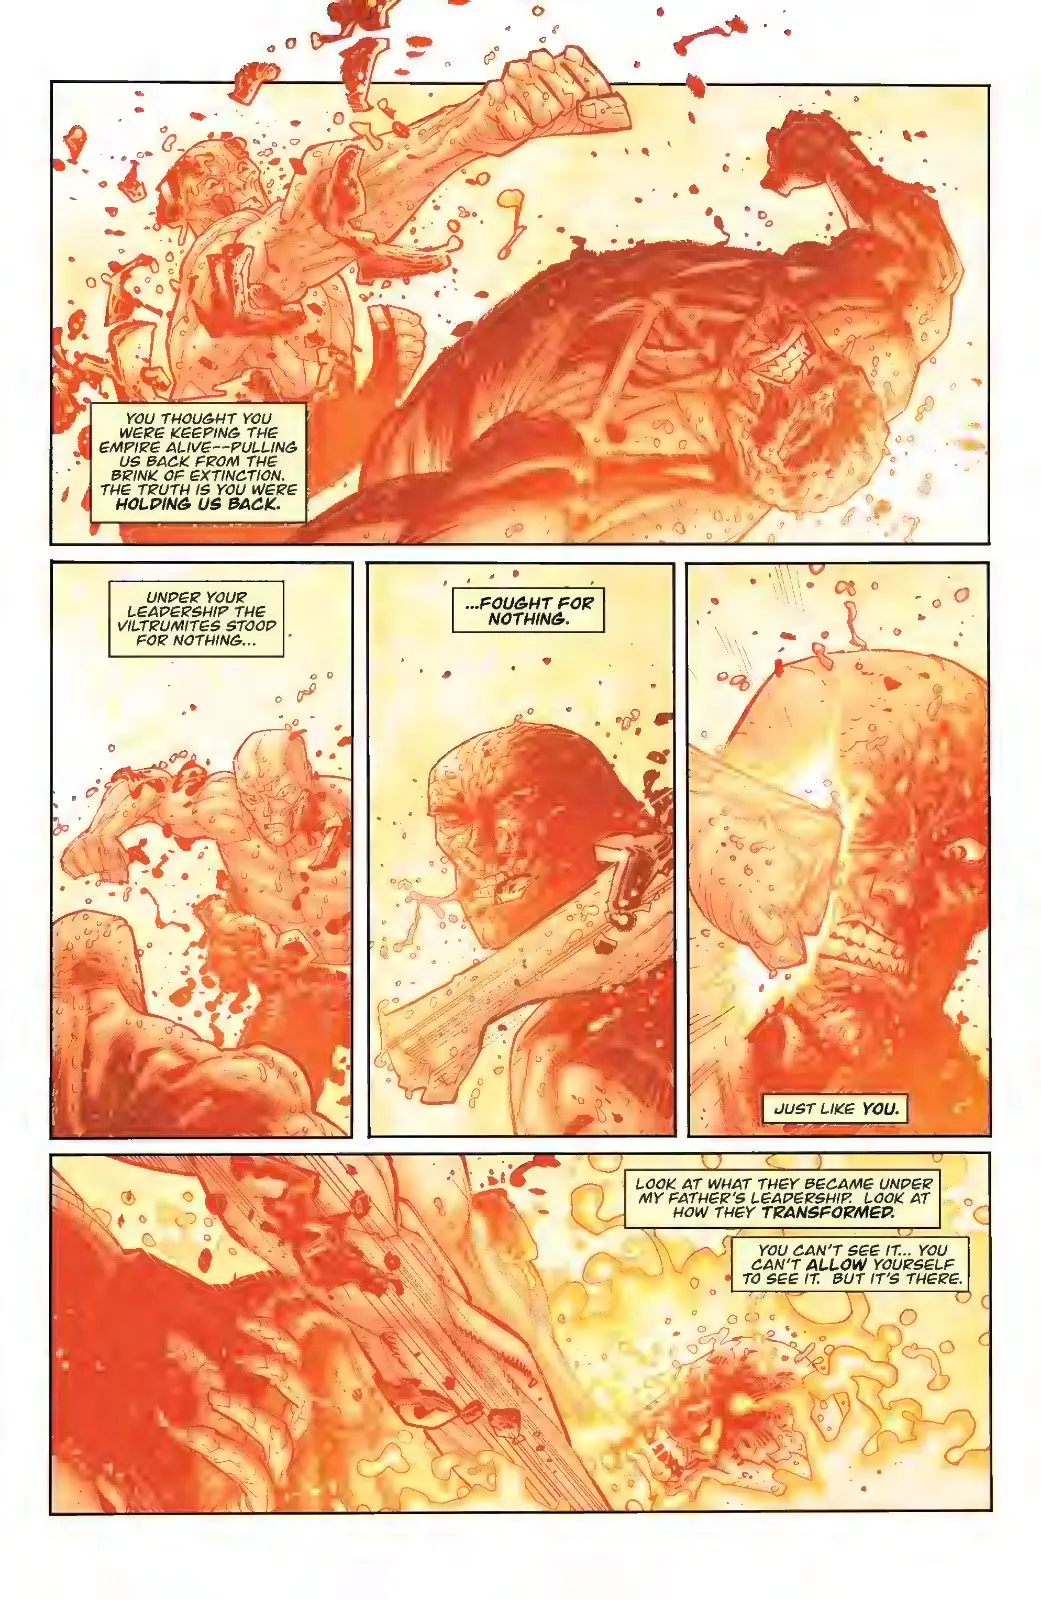 YOU THOUGHT YOU
WERE KEEPING THE
EMPIRE ALIVE--PULLING
US BACK FROM THE
BRINK OF EXTINCTION.
THE TRUTH IS YOU WERE
HOLDING US BACK.
UNDER YOUR
LEADERSHIP THE
VILTRUMITES STOOD
FOR NOTHING...
...FOUGHT FOR
NOTHING.
JUST LIKE YOU.
LOOK AT WHAT THEY BECAME UNDER
MY FATHER'S LEADERSHIP. LOOK AT
HOW THEY TRANSFORMED.
YOU CAN'T SEE IT... YOU
CAN'T ALLOW YOURSELF
TO SEE IT. BUT IT'S THERE.